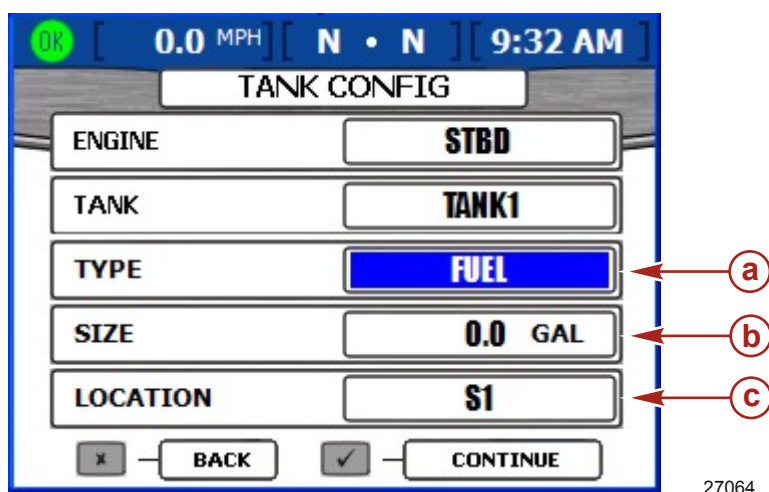 OK [ 0.0 MPH ] [ N • N ] [ 9:32 AM ]
TANK CONFIG
ENGINE STBD
TANK TANK1
TYPE FUEL a
SIZE 0.0 GAL b
LOCATION S1 c
x BACK ✓ CONTINUE
27064